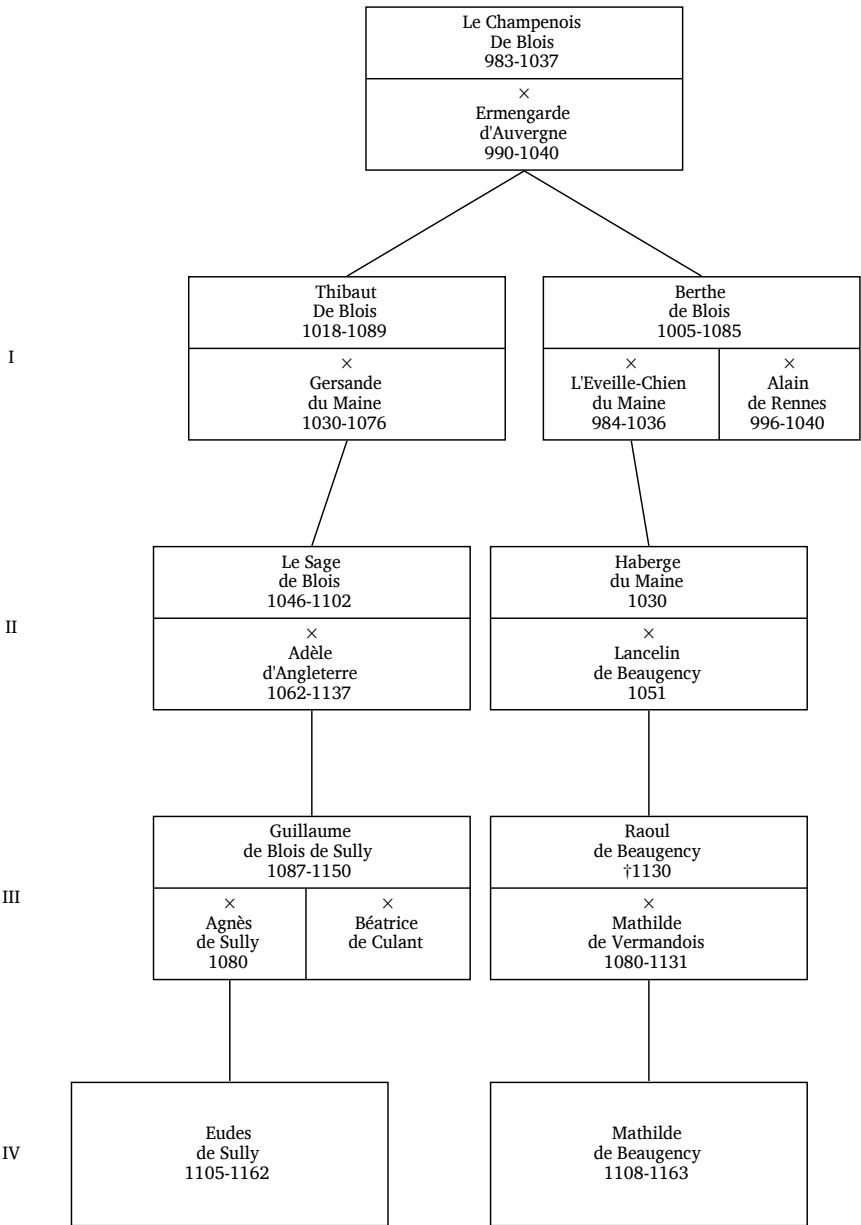 Le Champenois
De Blois
983-1037
×
Ermengarde
d'Auvergne
990-1040
I
Thibaut
De Blois
1018-1089
×
Gersande
du Maine
1030-1076
Berthe
de Blois
1005-1085
×
L'Eveille-Chien
du Maine
984-1036
×
Alain
de Rennes
996-1040
II
Le Sage
de Blois
1046-1102
×
Adèle
d'Angleterre
1062-1137
Haberge
du Maine
1030
×
Lancelin
de Beaugency
1051
III
Guillaume
de Blois de Sully
1087-1150
×
Agnès
de Sully
1080
×
Béatrice
de Culant
Raoul
de Beaugency
†1130
×
Mathilde
de Vermandois
1080-1131
IV
Eudes
de Sully
1105-1162
Mathilde
de Beaugency
1108-1163